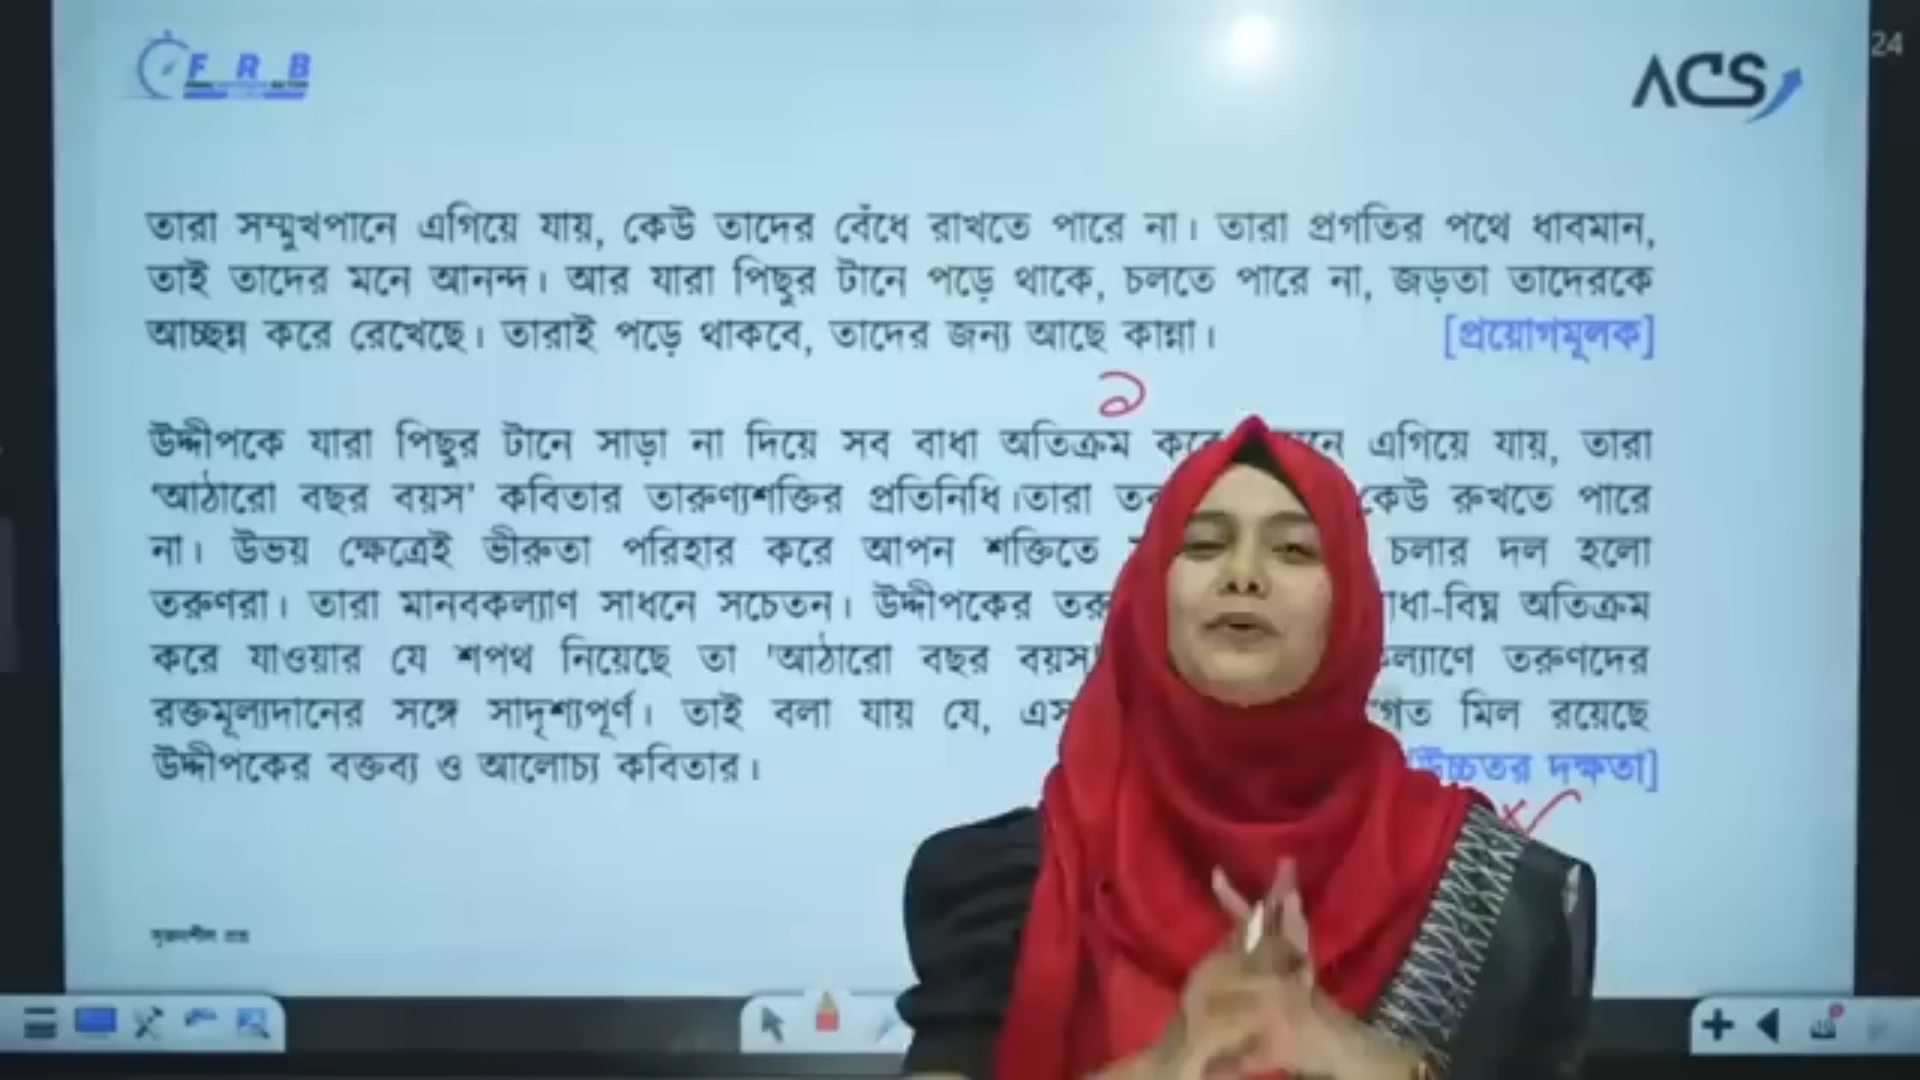 F R B
ACS
24
তারা সম্মুখপানে এগিয়ে যায়, কেউ তাদের বেঁধে রাখতে পারে না। তারা প্রগতির পথে ধাবমান,
তাই তাদের মনে আনন্দ। আর যারা পিছুর টানে পড়ে থাকে, চলতে পারে না, জড়তা তাদেরকে
আচ্ছন্ন করে রেখেছে। তারাই পড়ে থাকবে, তাদের জন্য আছে কান্না। [প্রয়োগমূলক]
উদ্দীপকে যারা পিছুর টানে সাড়া না দিয়ে সব বাধা অতিক্রম এগিয়ে যায়, তারা
'আঠারো বছর বয়স' কবিতার তারুণ্যশক্তির প্রতিনিধি।তারা কেউ রুখতে পারে
না। উভয় ক্ষেত্রেই ভীরুতা পরিহার করে আপন শক্তিতে চলার দল হলো
তরুণরা। তারা মানবকল্যাণ সাধনে সচেতন। উদ্দীপকের অতিক্রম
করে যাওয়ার যে শপথ নিয়েছে তা 'আঠারো বছর বয়স' তরুণদের
রক্তমূল্যদানের সঙ্গে সাদৃশ্যপূর্ণ। তাই বলা যায় যে, মিল রয়েছে
উদ্দীপকের বক্তব্য ও আলোচ্য কবিতার। [উচ্চতর দক্ষতা]
সৃজনশীল প্রশ্ন